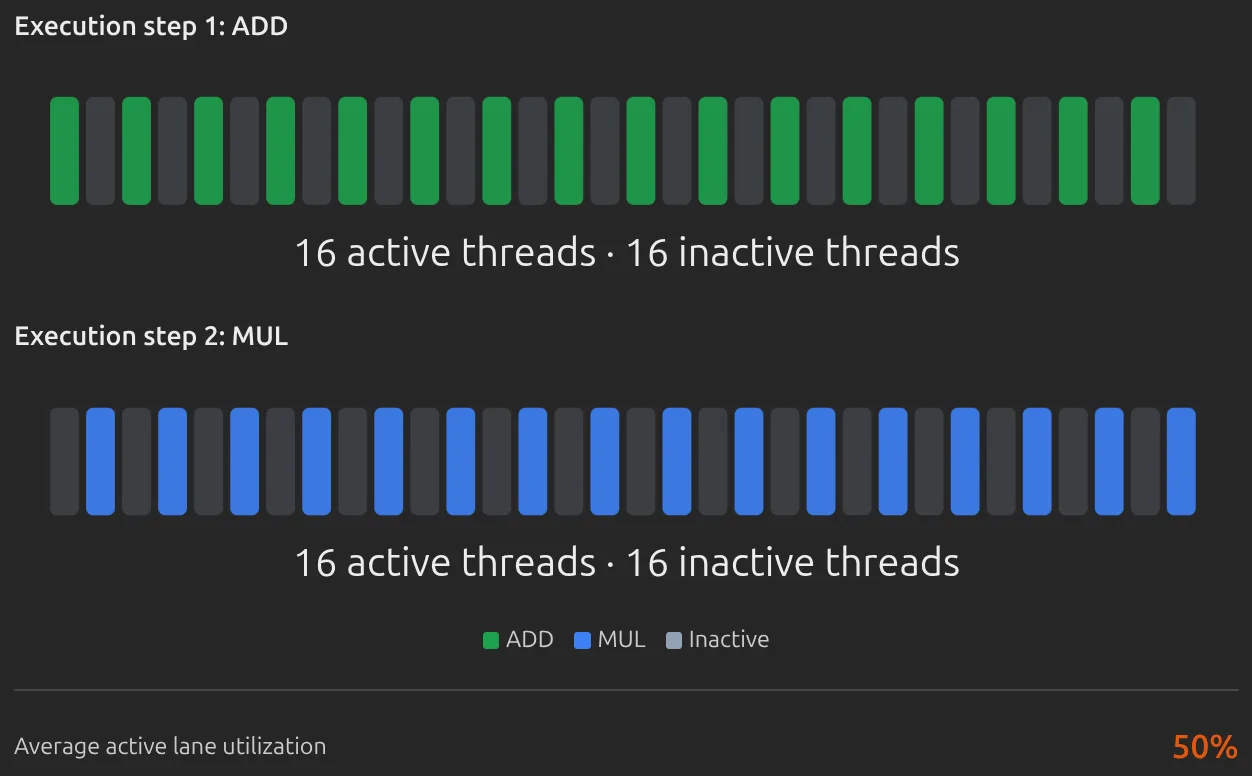 Execution step 1: ADD
16 active threads · 16 inactive threads
Execution step 2: MUL
16 active threads · 16 inactive threads
ADD MUL Inactive
Average active lane utilization 50%